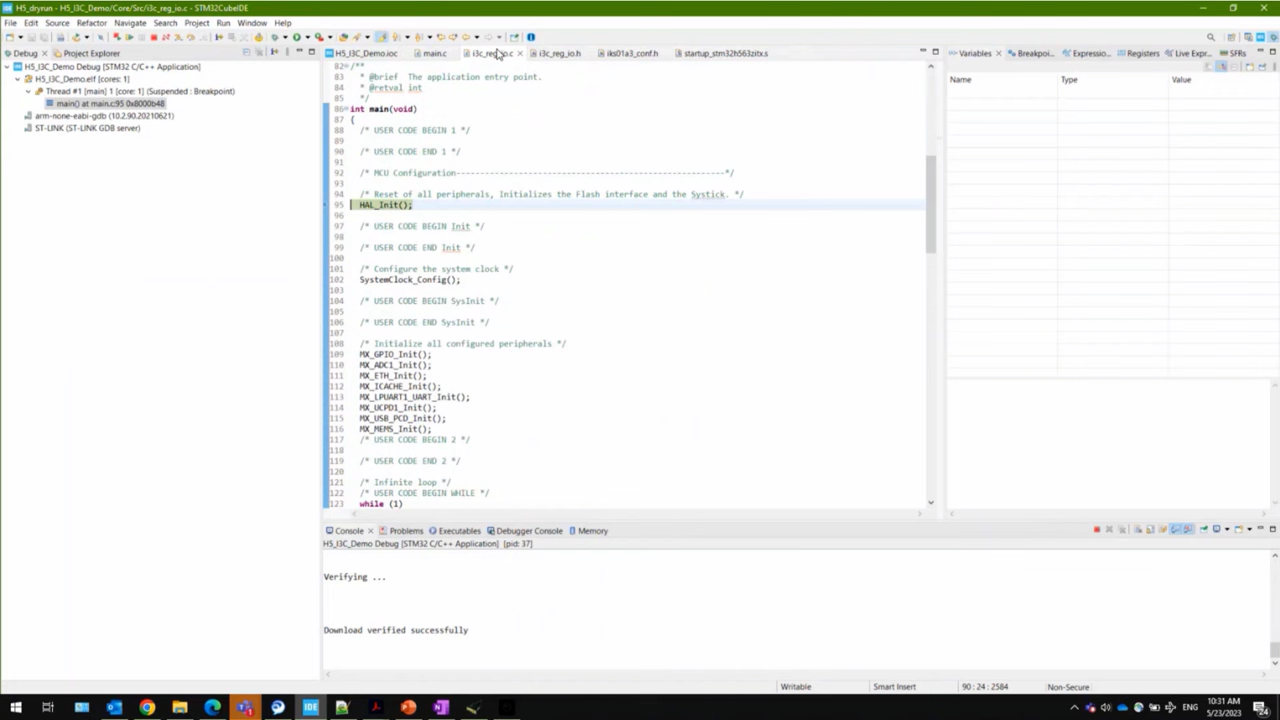 H5_dryrun - H5_I3C_Demo/Core/Src/i3c_reg_io.c - STM32CubeIDE
File Edit Source Refactor Navigate Search Project Run Window Help
Debug Project Explorer
H5_I3C_Demo Debug [STM32 C/C++ Application]
H5_I3C_Demo.elf [cores: 1]
Thread #1 [main] 1 [core: 1] (Suspended : Breakpoint)
main() at main.c:95 0x8000b48
arm-none-eabi-gdb (10.2.90.20210621)
ST-LINK (ST-LINK GDB server)
H5_I3C_Demo.ioc main.c i3c_reg_io.c i3c_reg_io.h iks01a3_conf.h startup_stm32h563zitx.s
82 /**
83 * @brief The application entry point.
84 * @retval int
85 */
86 int main(void)
87 {
88 /* USER CODE BEGIN 1 */
89
90 /* USER CODE END 1 */
91
92 /* MCU Configuration--------------------------------------------------------*/
93
94 /* Reset of all peripherals, Initializes the Flash interface and the Systick. */
95 HAL_Init();
96
97 /* USER CODE BEGIN Init */
98
99 /* USER CODE END Init */
100
101 /* Configure the system clock */
102 SystemClock_Config();
103
104 /* USER CODE BEGIN SysInit */
105
106 /* USER CODE END SysInit */
107
108 /* Initialize all configured peripherals */
109 MX_GPIO_Init();
110 MX_ADC1_Init();
111 MX_ETH_Init();
112 MX_ICACHE_Init();
113 MX_LPUART1_UART_Init();
114 MX_UCPD1_Init();
115 MX_USB_PCD_Init();
116 MX_MEMS_Init();
117 /* USER CODE BEGIN 2 */
118
119 /* USER CODE END 2 */
120
121 /* Infinite loop */
122 /* USER CODE BEGIN WHILE */
123 while (1)
Variables Breakpoi... Expressio... Registers Live Expr... SFRs
Name Type Value
Console Problems Executables Debugger Console Memory
H5_I3C_Demo Debug [STM32 C/C++ Application] [pid: 37]
Verifying ...
Download verified successfully
Writable Smart Insert 90 : 24 : 2584 Non-Secure
IDE
10:31 AM
5/23/2023
24